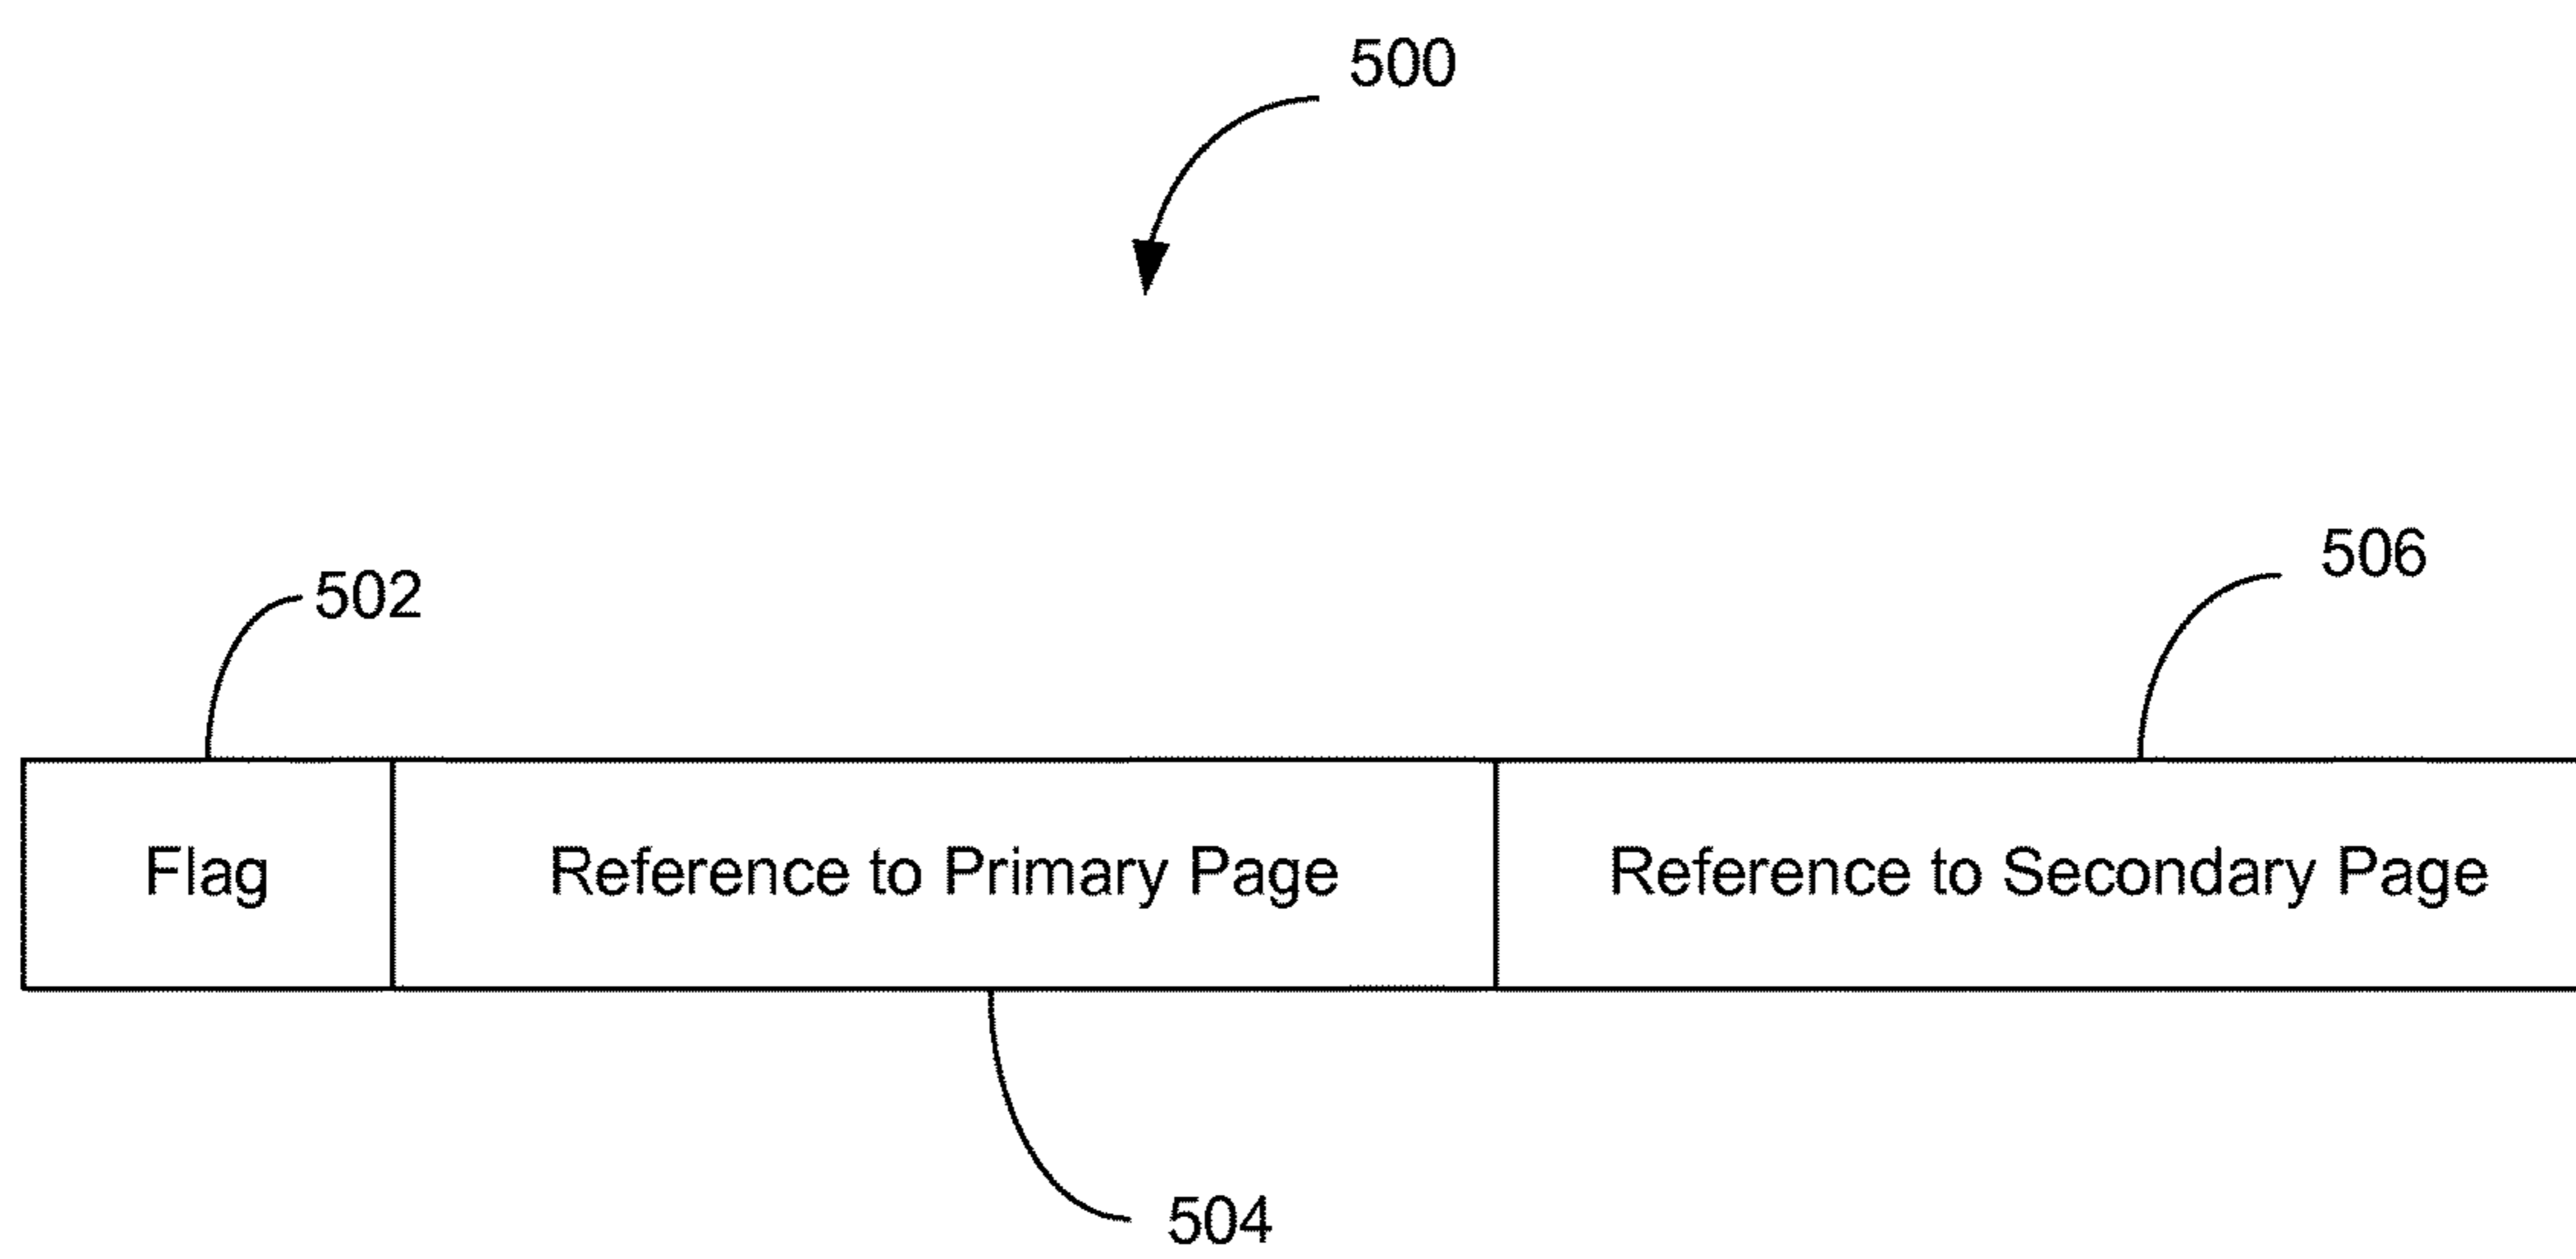 500
502
506
Flag
Reference to Primary Page
Reference to Secondary Page
504